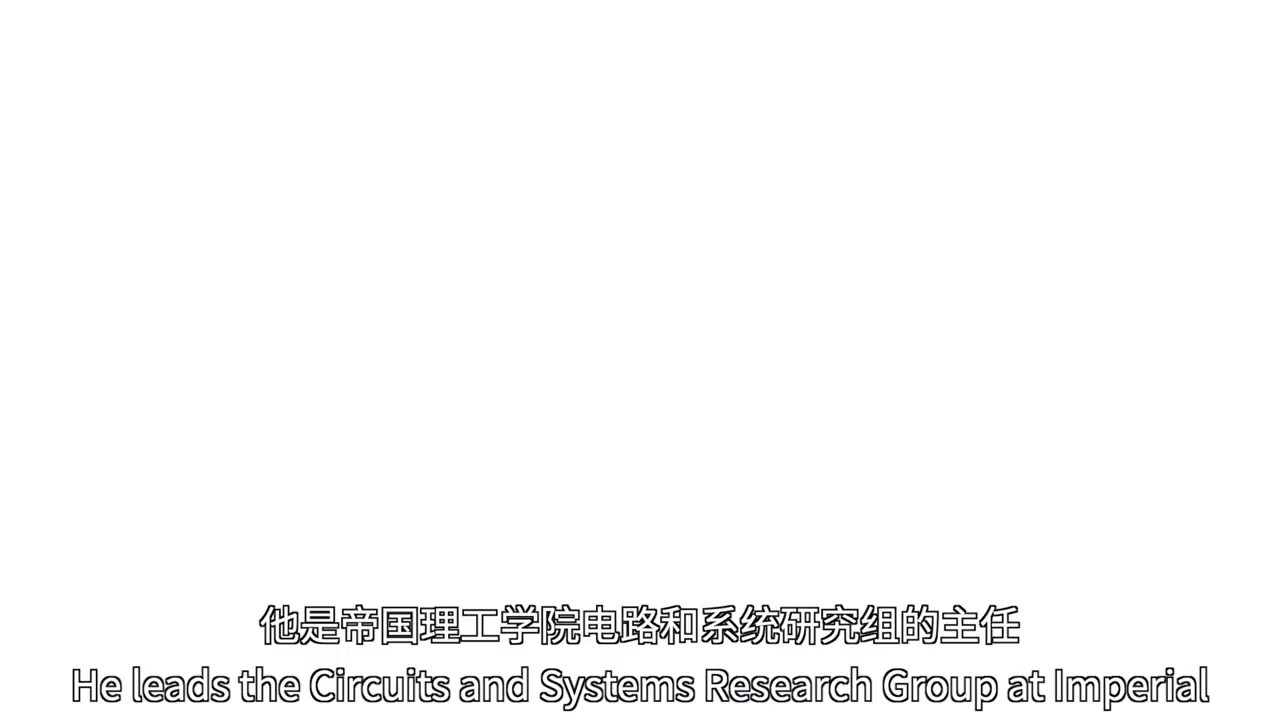 他是帝国理工学院电路和系统研究组的主任
He leads the Circuits and Systems Research Group at Imperial